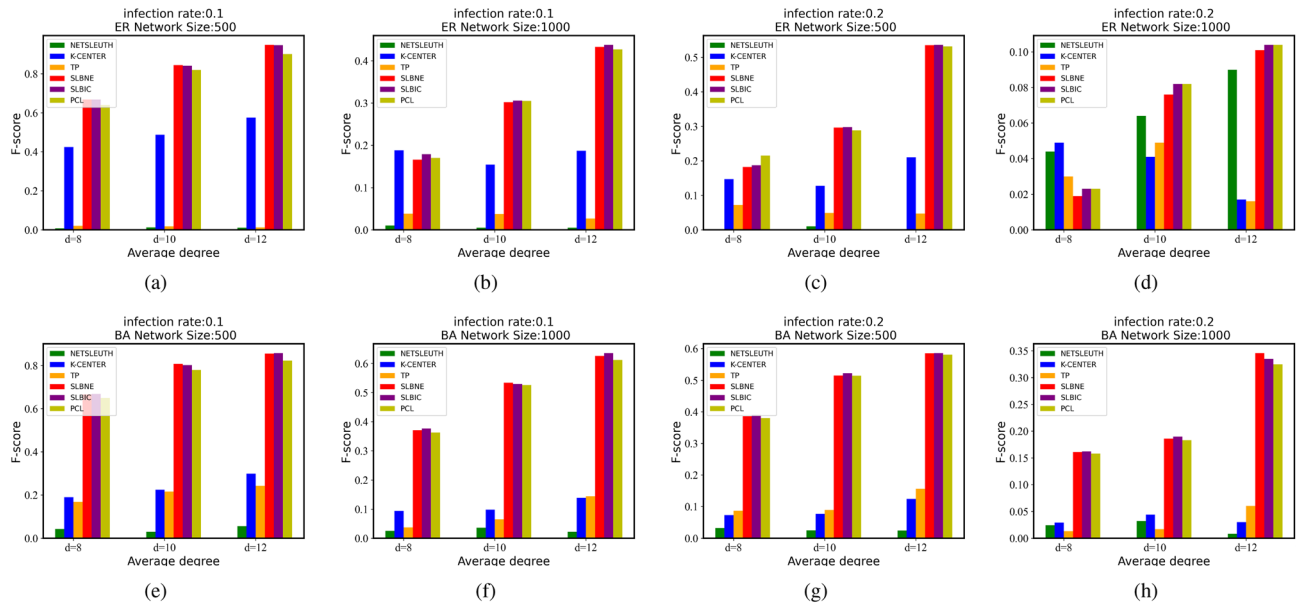 infection rate:0.1
ER Network Size:500
NETSLEUTH
K-CENTER
TP
SLBNE
SLBIC
PCL
F-score
0.8
0.6
0.4
0.2
0.0
d=8
d=10
d=12
Average degree
(a)
infection rate:0.1
ER Network Size:1000
NETSLEUTH
K-CENTER
TP
SLBNE
SLBIC
PCL
F-score
0.4
0.3
0.2
0.1
0.0
d=8
d=10
d=12
Average degree
(b)
infection rate:0.2
ER Network Size:500
NETSLEUTH
K-CENTER
TP
SLBNE
SLBIC
PCL
F-score
0.5
0.4
0.3
0.2
0.1
0.0
d=8
d=10
d=12
Average degree
(c)
infection rate:0.2
ER Network Size:1000
NETSLEUTH
K-CENTER
TP
SLBNE
SLBIC
PCL
F-score
0.10
0.08
0.06
0.04
0.02
0.00
d=8
d=10
d=12
Average degree
(d)
infection rate:0.1
BA Network Size:500
NETSLEUTH
K-CENTER
TP
SLBNE
SLBIC
PCL
F-score
0.8
0.6
0.4
0.2
0.0
d=8
d=10
d=12
Average degree
(e)
infection rate:0.1
BA Network Size:1000
NETSLEUTH
K-CENTER
TP
SLBNE
SLBIC
PCL
F-score
0.6
0.5
0.4
0.3
0.2
0.1
0.0
d=8
d=10
d=12
Average degree
(f)
infection rate:0.2
BA Network Size:500
NETSLEUTH
K-CENTER
TP
SLBNE
SLBIC
PCL
F-score
0.6
0.5
0.4
0.3
0.2
0.1
0.0
d=8
d=10
d=12
Average degree
(g)
infection rate:0.2
BA Network Size:1000
NETSLEUTH
K-CENTER
TP
SLBNE
SLBIC
PCL
F-score
0.35
0.30
0.25
0.20
0.15
0.10
0.05
0.00
d=8
d=10
d=12
Average degree
(h)